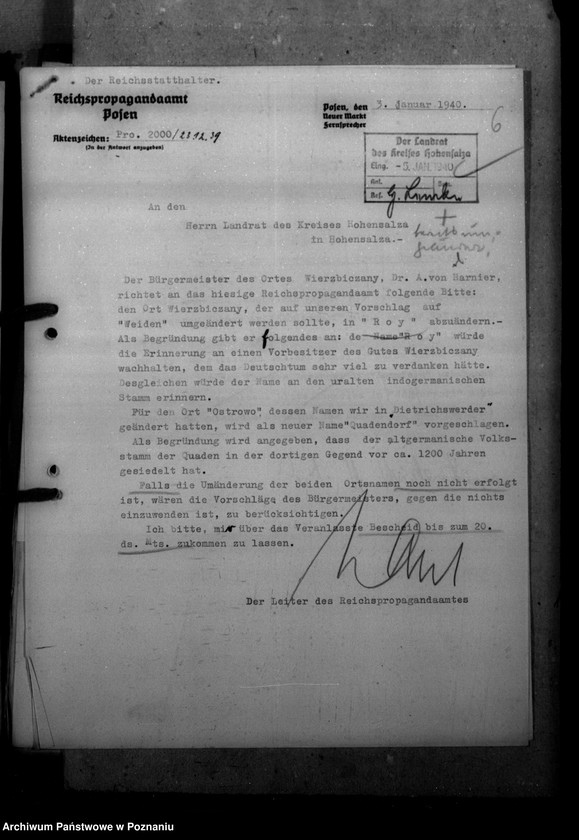 Der Reichsstatthalter.
Reichspropagandaamt
Posen
Aktenzeichen: Pro. 2000/23.12.39
(In der Antwort anzugeben)
Posen, den 3. Januar 1940.
Neuer Markt
Fernsprecher
6
Der Landrat
des Kreises Hohensalza
Eing. -5. JAN. 1940
An den
Herrn Landrat des Kreises Hohensalza
in Hohensalza.-
Der Bürgermeister des Ortes Wierzbiczany, Dr. A.von Harnier,
richtet an das hiesige Reichspropagandaamt folgende Bitte:
den Ort Wierzbiczany, der auf unseren Vorschlag auf
"Weiden" umgeändert werden sollte, in " R o y " abzuändern.-
Als Begründung gibt er folgendes an: der Name"R o y" würde
die Erinnerung an einen Vorbesitzer des Gutes Wierzbiczany
wachhalten, dem das Deutschtum sehr viel zu verdanken hätte.
Desgleichen würde der Name an den uralten indogermanischen
Stamm erinnern.
Für den Ort "Ostrowo", dessen Namen wir in "Dietrichswerder"
geändert hatten, wird als neuer Name"Quadendorf" vorgeschlagen.
Als Begründung wird angegeben, dass der altgermanische Volks-
stamm der Quaden in der dortigen Gegend vor ca. 1200 Jahren
gesiedelt hat.
Falls die Umänderung der beiden Ortsnamen noch nicht erfolgt
ist, wären die Vorschläge des Bürgermeisters, gegen die nichts
einzuwenden ist, zu berücksichtigen.
Ich bitte, mir über das Veranlasste Bescheid bis zum 20.
ds. Mts. zukommen zu lassen.
Der Leiter des Reichspropagandaamtes
Archiwum Państwowe w Poznaniu